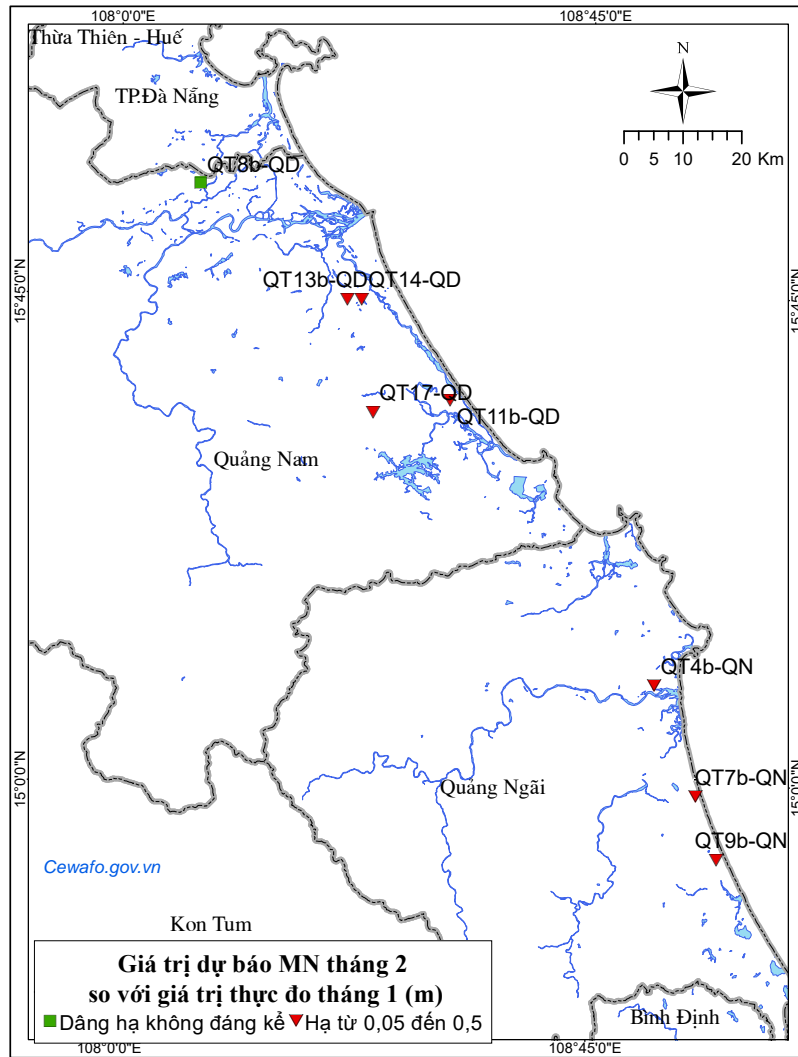 108°0'0"E
108°45'0"E
Thừa Thiên - Huế
N
TP.Đà Nẵng
0 5 10 20 Km
QT8b-QD
QT13b-QD
QT14-QD
15°45'0"N
15°45'0"N
QT17-QD
QT11b-QD
Quảng Nam
QT4b-QN
QT7b-QN
15°0'0"N
15°0'0"N
Quảng Ngãi
QT9b-QN
Cewafo.gov.vn
Kon Tum
Giá trị dự báo MN tháng 2
so với giá trị thực đo tháng 1 (m)
Dâng hạ không đáng kể
Hạ từ 0,05 đến 0,5
Bình Định
108°0'0"E
108°45'0"E